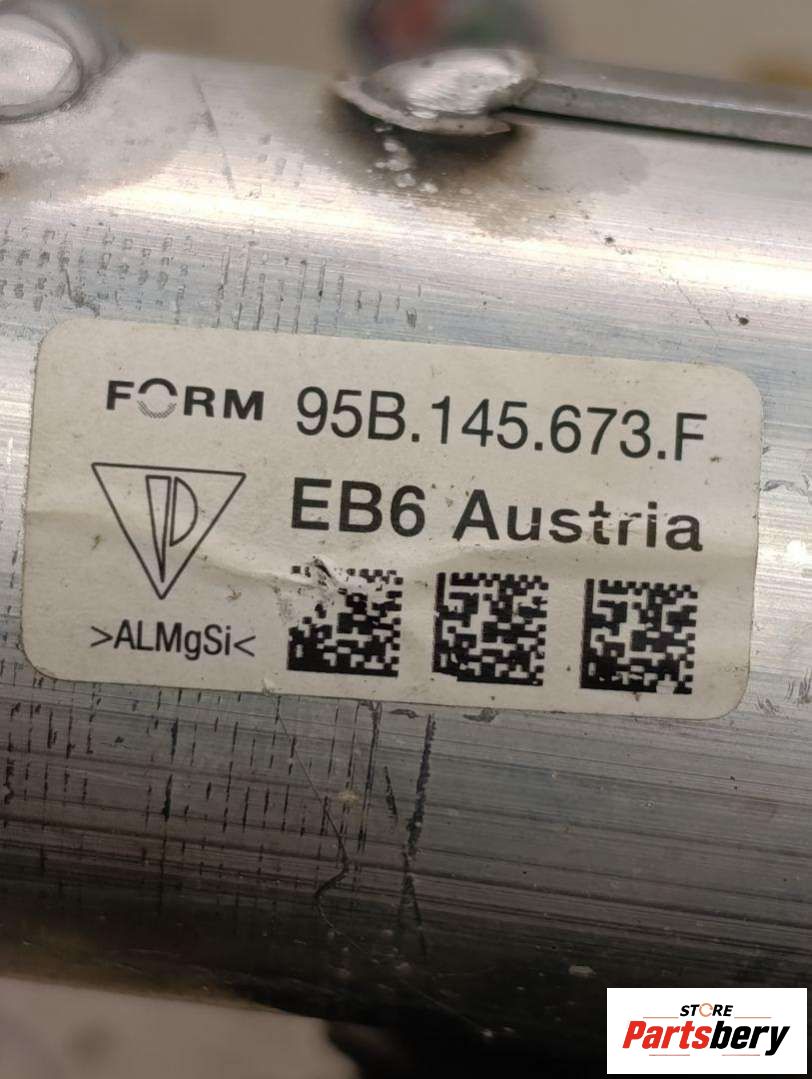 FORM 95B.145.673.F
EB6 Austria
>ALMgSi<
STORE
Partsbery